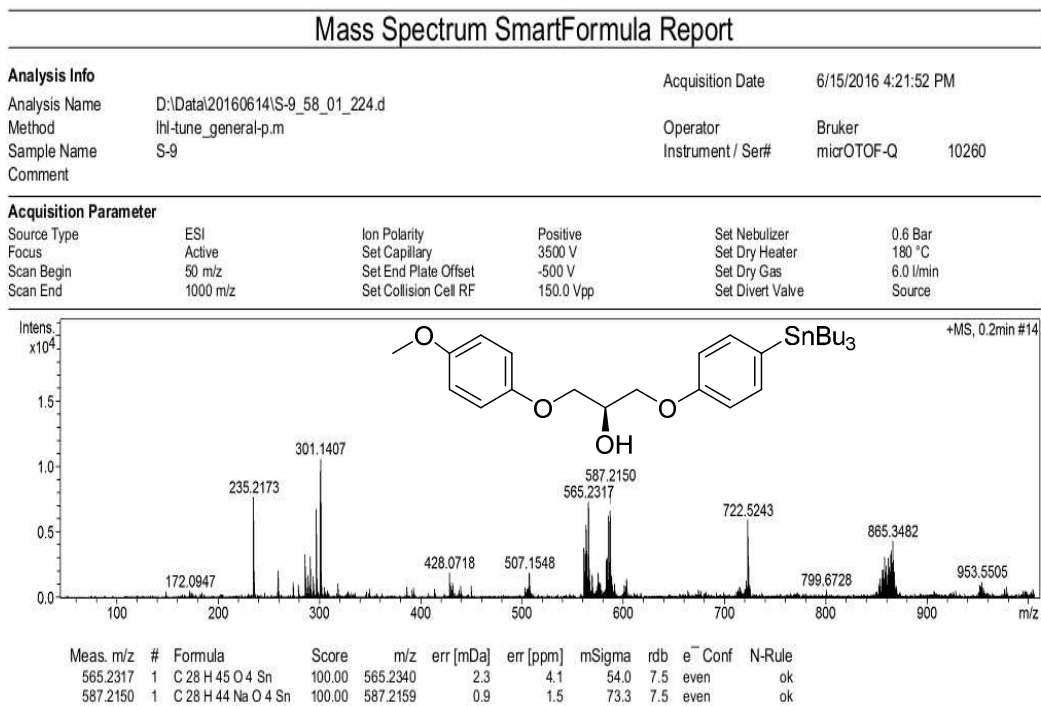 Mass Spectrum SmartFormula Report
Analysis Info
Acquisition Date 6/15/2016 4:21:52 PM
Analysis Name D:\Data\20160614\S-9_58_01_224.d
Method lhl-tune_general-p.m Operator Bruker
Sample Name S-9 Instrument / Ser# micrOTOF-Q 10260
Comment
Acquisition Parameter
Source Type ESI Ion Polarity Positive Set Nebulizer 0.6 Bar
Focus Active Set Capillary 3500 V Set Dry Heater 180 °C
Scan Begin 50 m/z Set End Plate Offset -500 V Set Dry Gas 6.0 l/min
Scan End 1000 m/z Set Collision Cell RF 150.0 Vpp Set Divert Valve Source
Intens. +MS, 0.2min #14
x10⁴
SnBu₃
O
O O
OH
1.5
1.0
0.5
0.0
301.1407
235.2173
587.2150
565.2317
722.5243
865.3482
428.0718
507.1548
172.0947
799.6728
953.5505
100 200 300 400 500 600 700 800 900 m/z
Meas. m/z # Formula Score m/z err [mDa] err [ppm] mSigma rdb e⁻ Conf N-Rule
565.2317 1 C 28 H 45 O 4 Sn 100.00 565.2340 2.3 4.1 54.0 7.5 even ok
587.2150 1 C 28 H 44 Na O 4 Sn 100.00 587.2159 0.9 1.5 73.3 7.5 even ok